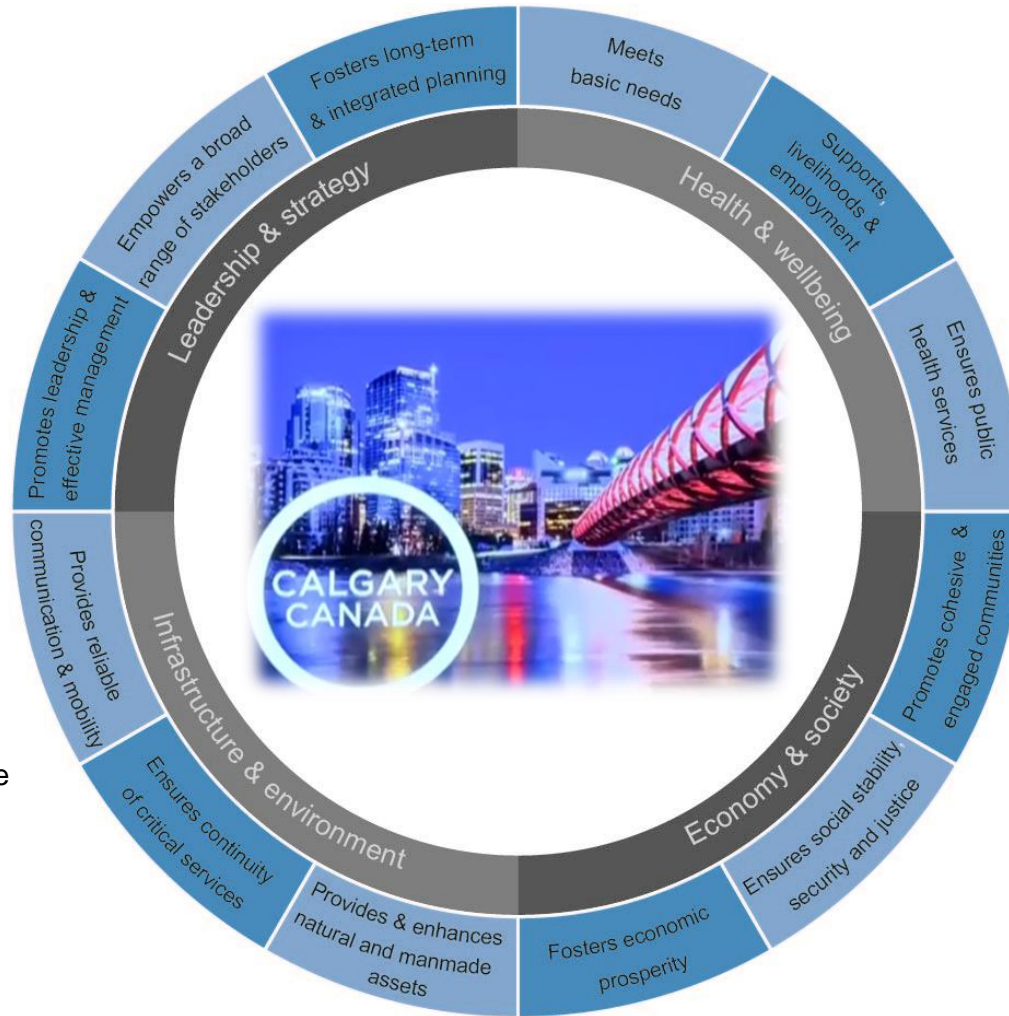 Meets
basic needs
Supports,
livelihoods &
employment
Ensures public
health services
Promotes cohesive &
engaged communities
Ensures social stability,
security and justice
Fosters economic
prosperity
Provides & enhances
natural and manmade
assets
Ensures continuity
of critical services
Provides reliable
communication & mobility
Promotes leadership &
effective management
Empowers a broad
range of stakeholders
Fosters long-term
& integrated planning
Health & wellbeing
Economy & society
Infrastructure & environment
Leadership & strategy
CALGARY
CANADA
e